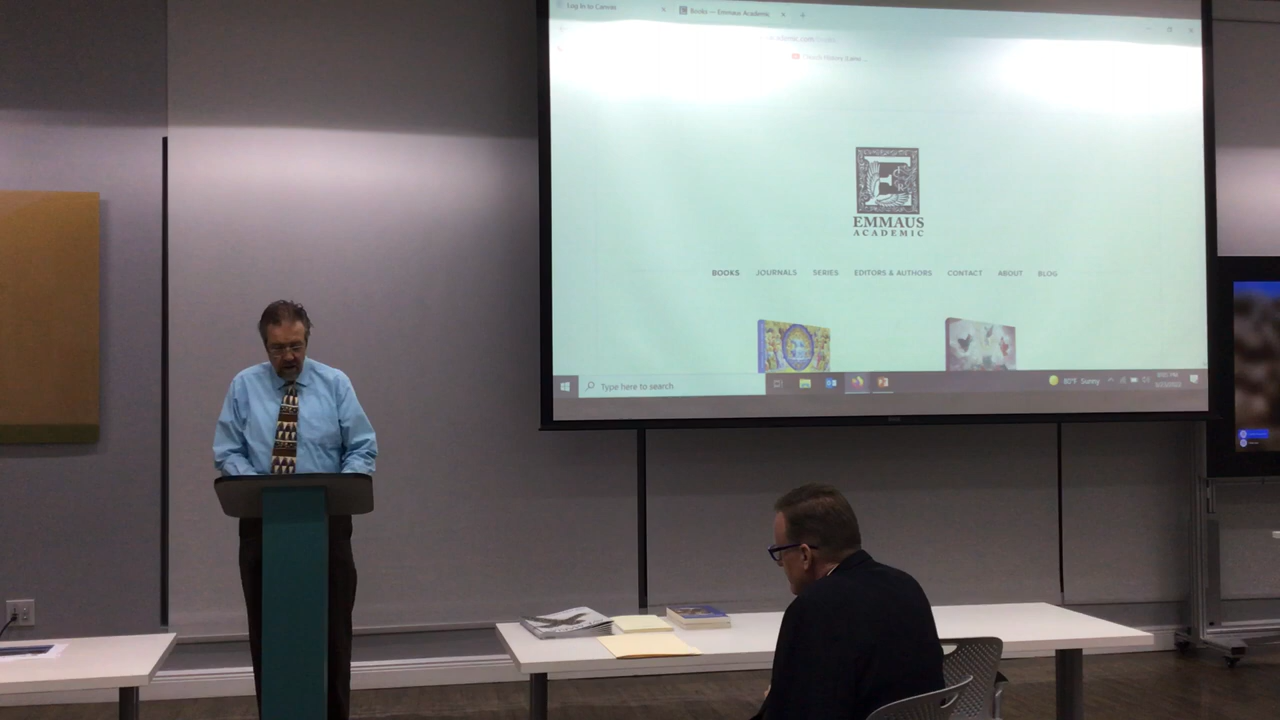 Log In to Canvas
Books — Emmaus Academic
EMMAUS
ACADEMIC
BOOKS JOURNALS SERIES EDITORS & AUTHORS CONTACT ABOUT BLOG
Type here to search
80°F Sunny